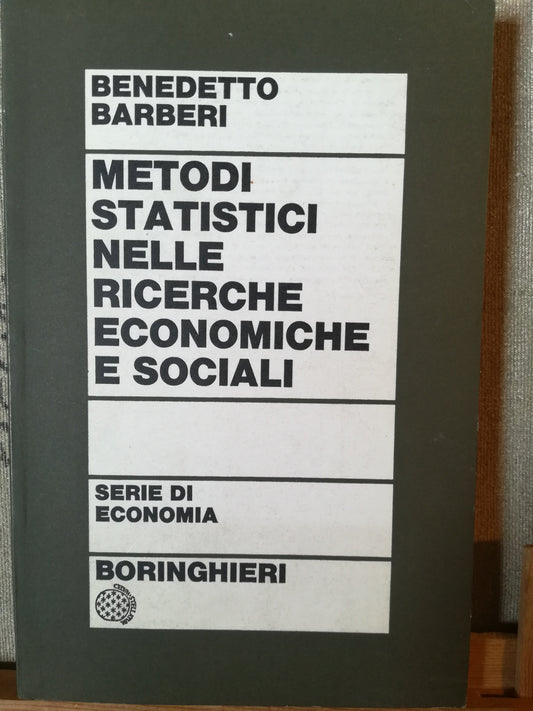 BENEDETTO
BARBERI
METODI
STATISTICI
NELLE
RICERCHE
ECONOMICHE
E SOCIALI
SERIE DI
ECONOMIA
BORINGHIERI